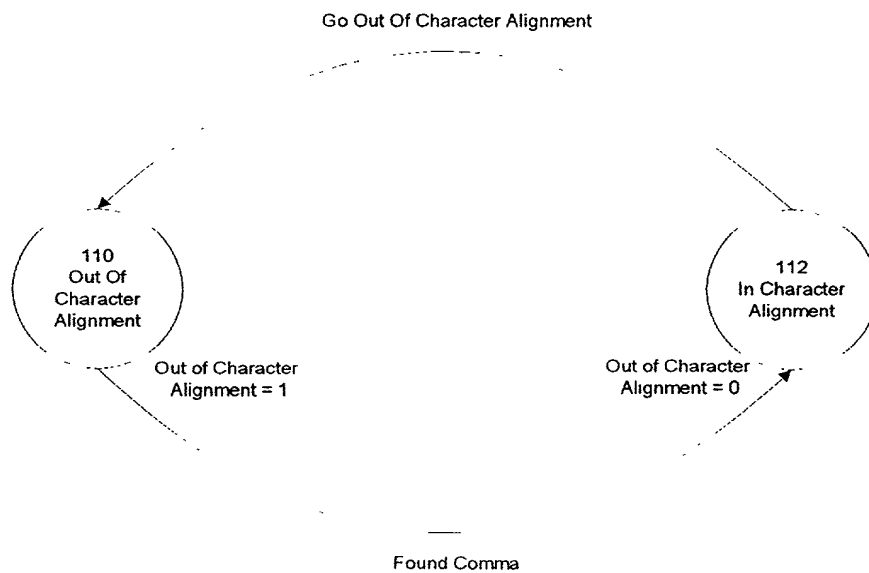 Go Out Of Character Alignment
110
Out Of
Character
Alignment
112
In Character
Alignment
Out of Character
Alignment = 1
Out of Character
Alignment = 0
Found Comma